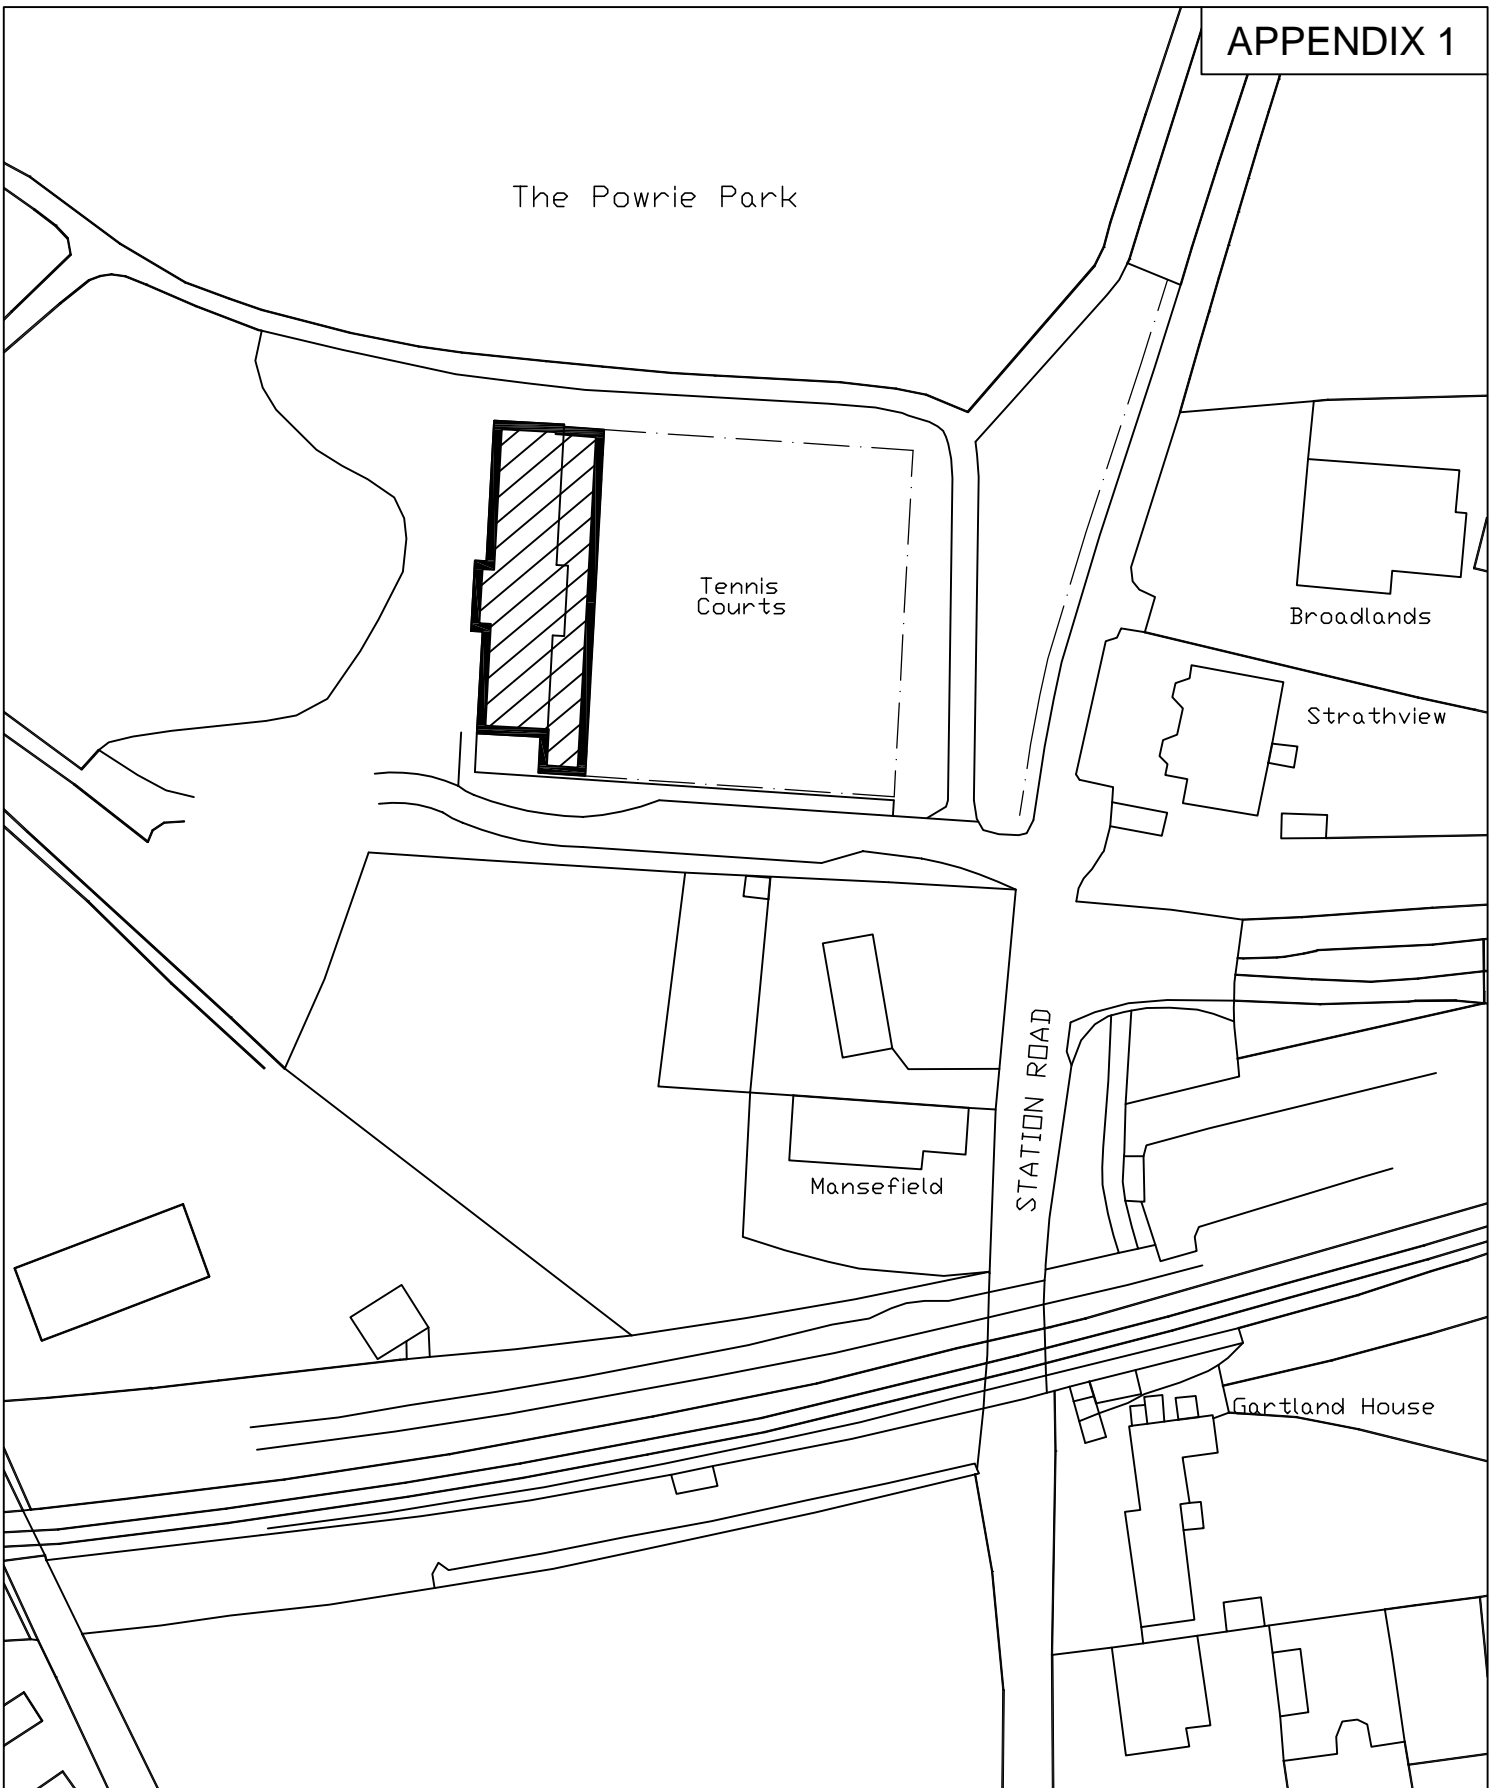 APPENDIX 1
The Powrie Park
Tennis
Courts
Broadlands
Strathview
STATION ROAD
Mansefield
Gartland House